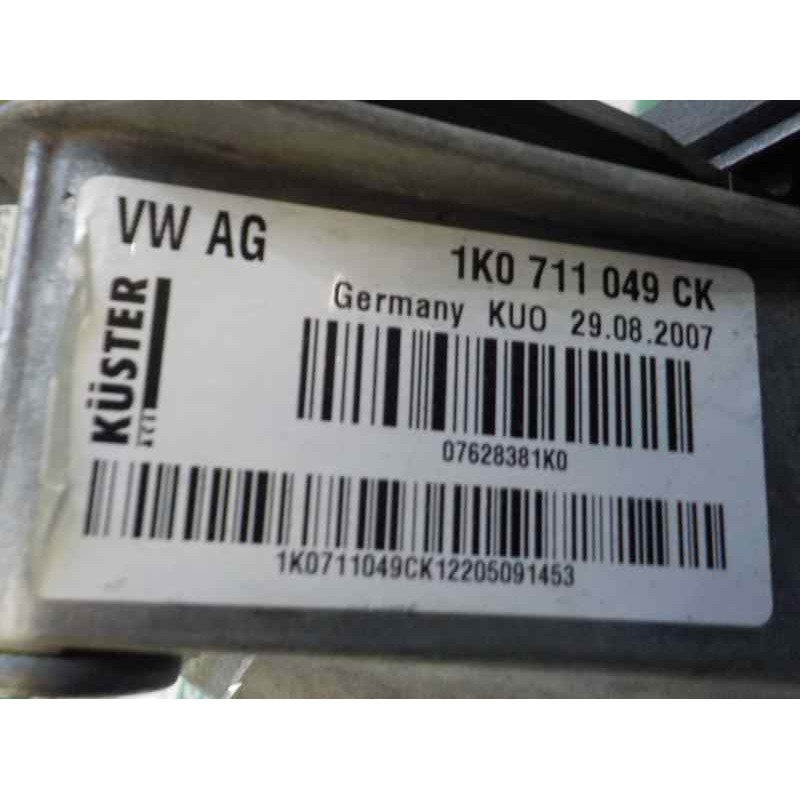 VW AG
1K0 711 049 CK
Germany KUO 29.08.2007
KÜSTER
07628381K0
1K0711049CK12205091453